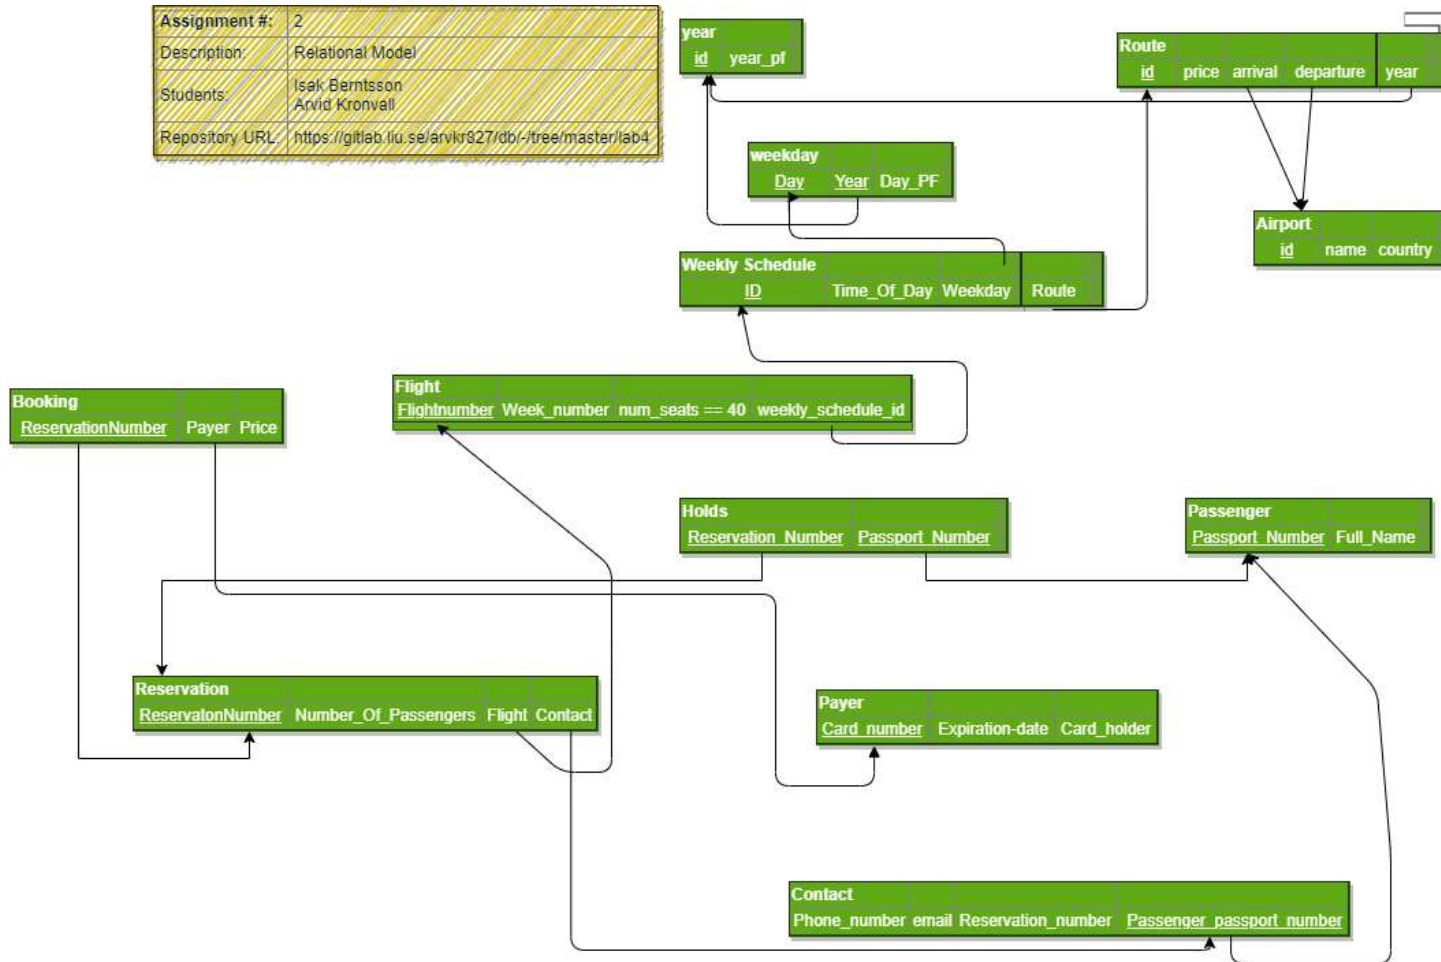 Assignment #: 2
Description: Relational Model
Students: Isak Berntsson
Arvid Kronvall
Repository URL: https://gitlab.liu.se/arvkr827/db/-/tree/master/lab4
year
id year_pf
Route
id price arrival departure year
weekday
Day Year Day_PF
Airport
id name country
Weekly Schedule
ID Time_Of_Day Weekday Route
Flight
Flightnumber Week_number num_seats == 40 weekly_schedule_id
Booking
ReservationNumber Payer Price
Holds
Reservation_Number Passport_Number
Passenger
Passport_Number Full_Name
Reservation
ReservatonNumber Number_Of_Passengers Flight Contact
Payer
Card_number Expiration-date Card_holder
Contact
Phone_number email Reservation_number Passenger_passport_number